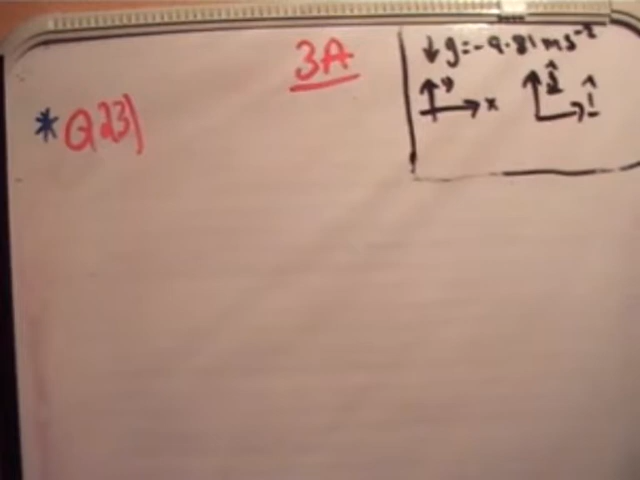 3A
* Q23)
↓ g=-9.81 ms⁻²
y x ĵ î